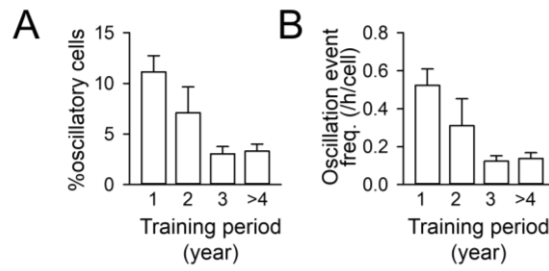 A
%oscillatory cells
15
10
5
0
1 2 3 >4
Training period
(year)
B
Oscillation event
freq. (/h/cell)
0.8
0.6
0.4
0.2
0.0
1 2 3 >4
Training period
(year)